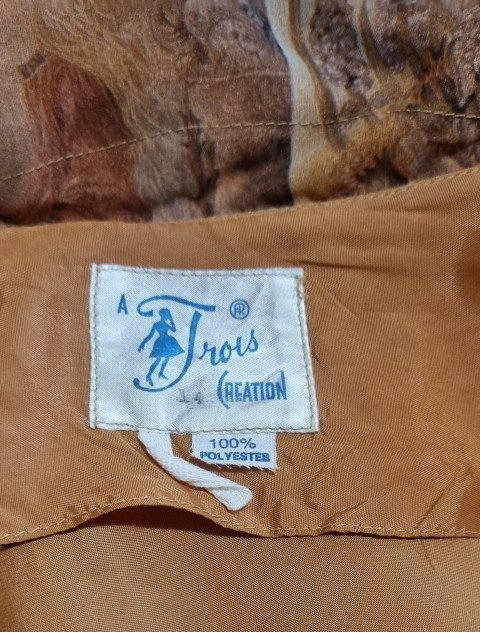 A Trois ®
14 CREATION
100%
POLYESTER